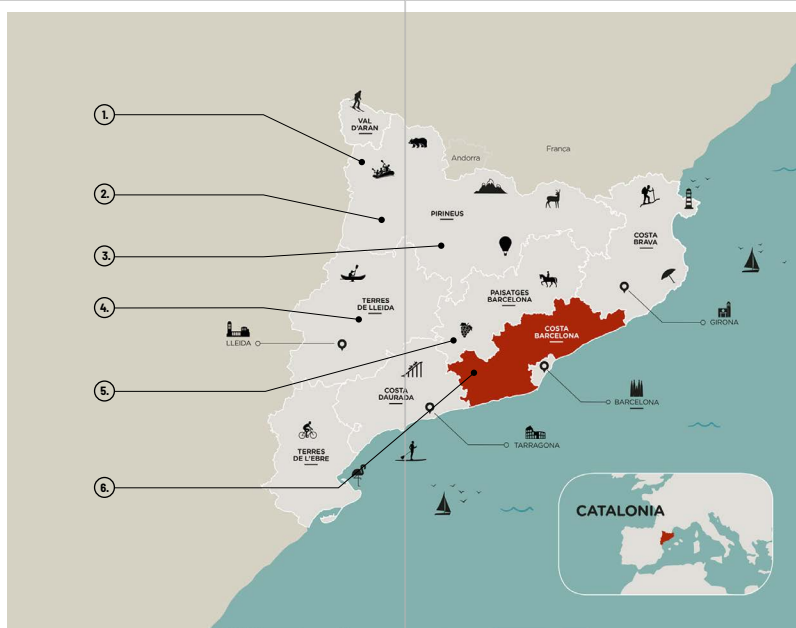 1.
VAL
D'ARAN
Andorra
França
2.
PIRINEUS
3.
COSTA
BRAVA
4.
TERRES
DE LLEIDA
PAISATGES
BARCELONA
GIRONA
COSTA
BARCELONA
LLEIDA
5.
COSTA
DAURADA
BARCELONA
TARRAGONA
TERRES
DE L'EBRE
6.
CATALONIA